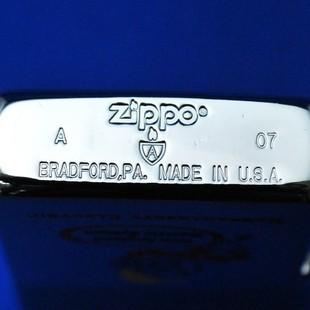 zippo®
A
A 07
BRADFORD,PA. MADE IN U.S.A.